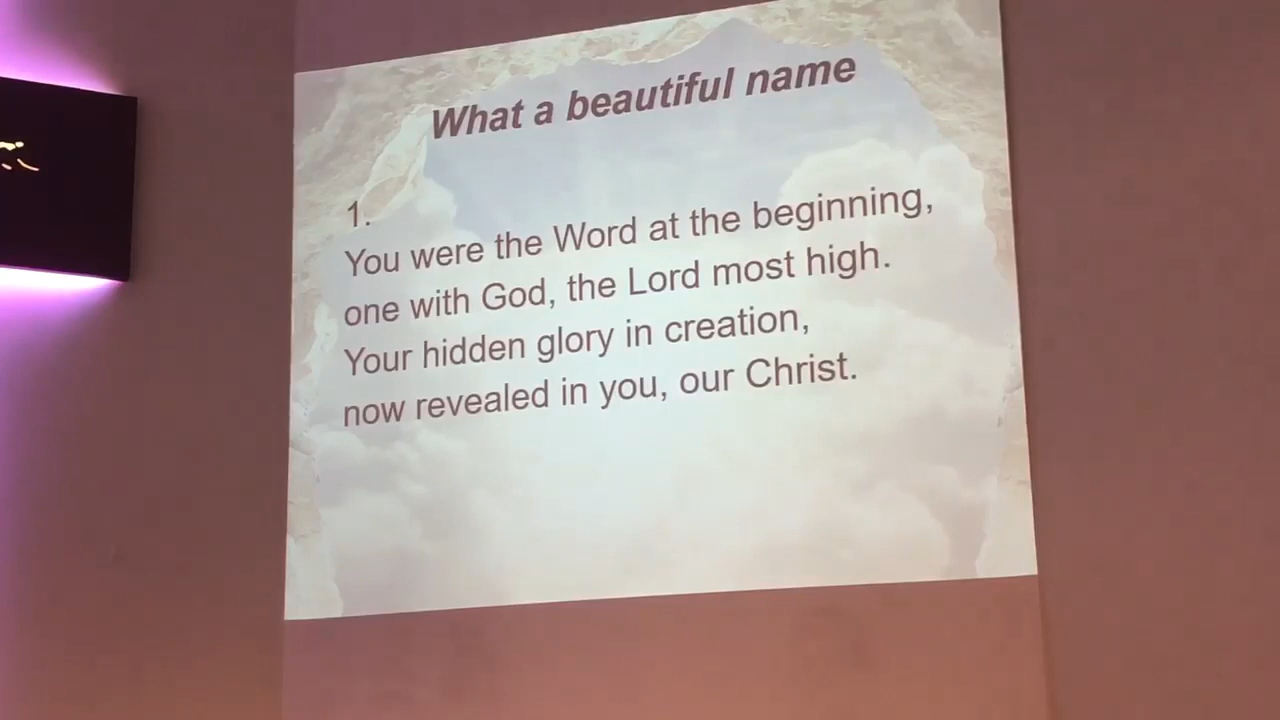 What a beautiful name
1.
You were the Word at the beginning,
one with God, the Lord most high.
Your hidden glory in creation,
now revealed in you, our Christ.